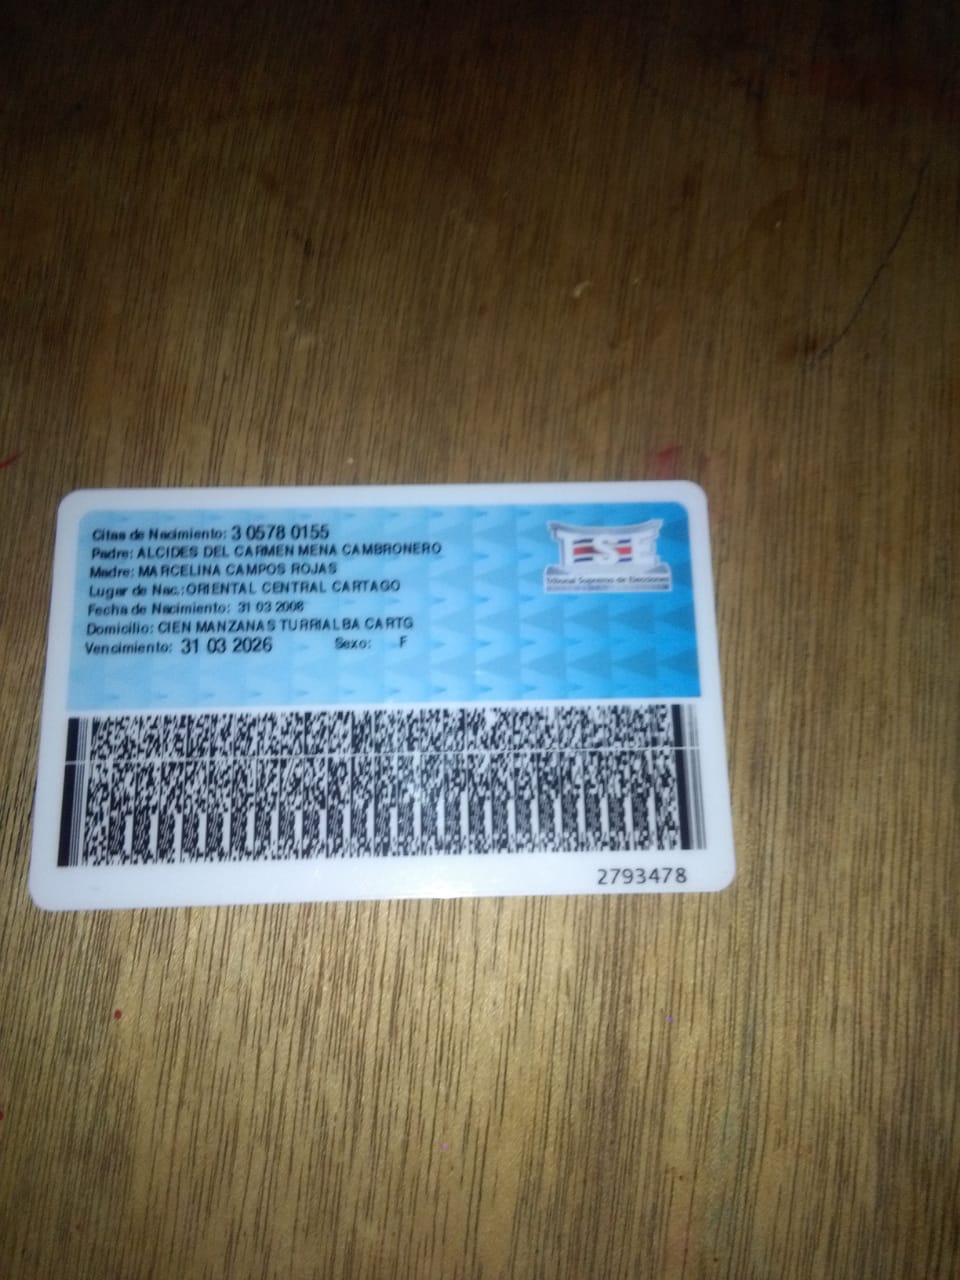 Citas de Nacimiento: 3 0578 0155
Padre: ALCIDES DEL CARMEN MENA CAMBRONERO
Madre: MARCELINA CAMPOS ROJAS
Lugar de Nac.: ORIENTAL CENTRAL CARTAGO
Fecha de Nacimiento: 31 03 2008
Domicilio: CIEN MANZANAS TURRIALBA CARTG
Vencimiento: 31 03 2026 Sexo: F
TSE
Tribunal Supremo de Elecciones
2793478